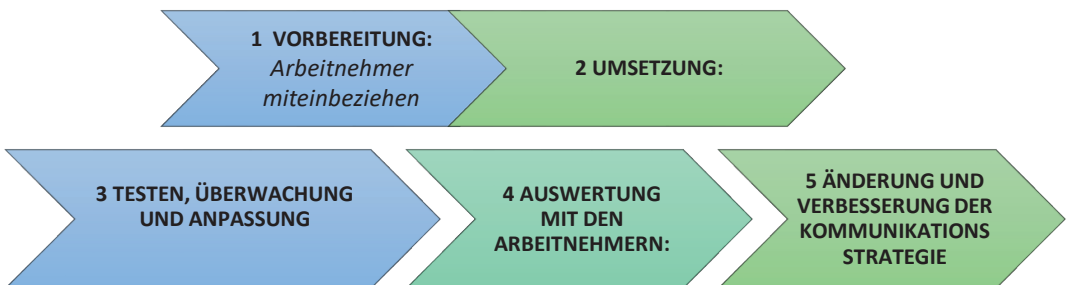 1 VORBEREITUNG:
Arbeitnehmer
miteinbeziehen
2 UMSETZUNG:
3 TESTEN, ÜBERWACHUNG
UND ANPASSUNG
4 AUSWERTUNG
MIT DEN
ARBEITNEHMERN:
5 ÄNDERUNG UND
VERBESSERUNG DER
KOMMUNIKATIONS
STRATEGIE